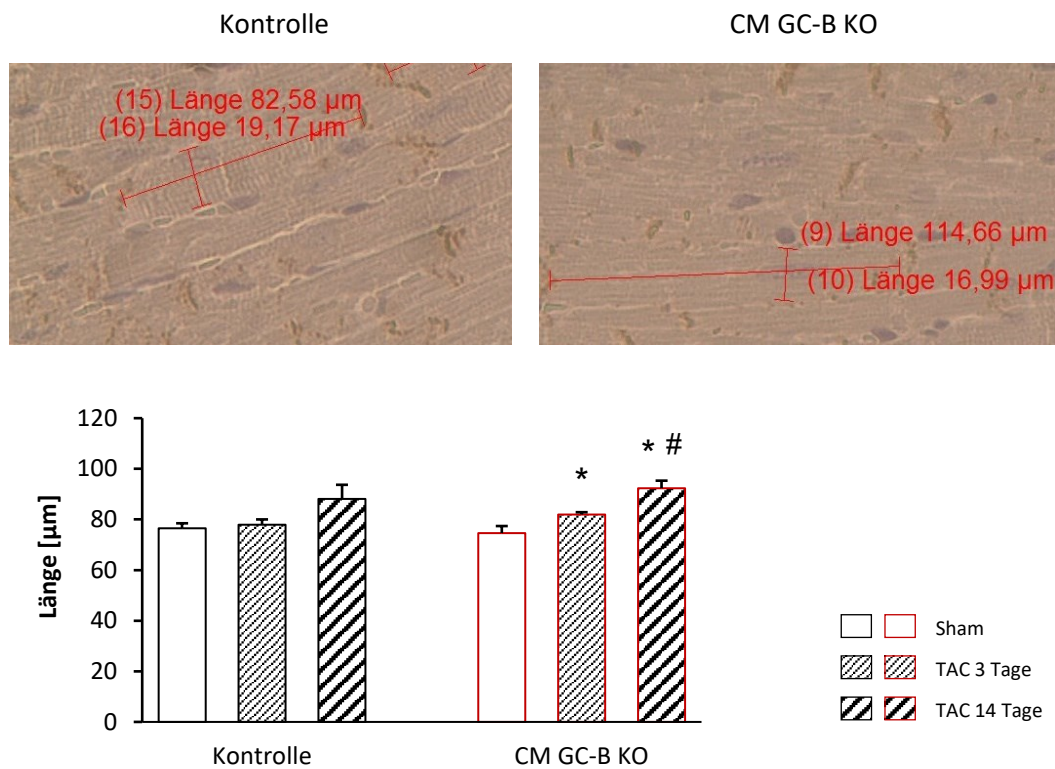 Kontrolle
CM GC-B KO
(15) Länge 82,58 µm
(16) Länge 19,17 µm
(9) Länge 114,66 µm
(10) Länge 16,99 µm
120
100
80
60
40
20
0
Länge [µm]
*
* #
Kontrolle
CM GC-B KO
Sham
TAC 3 Tage
TAC 14 Tage